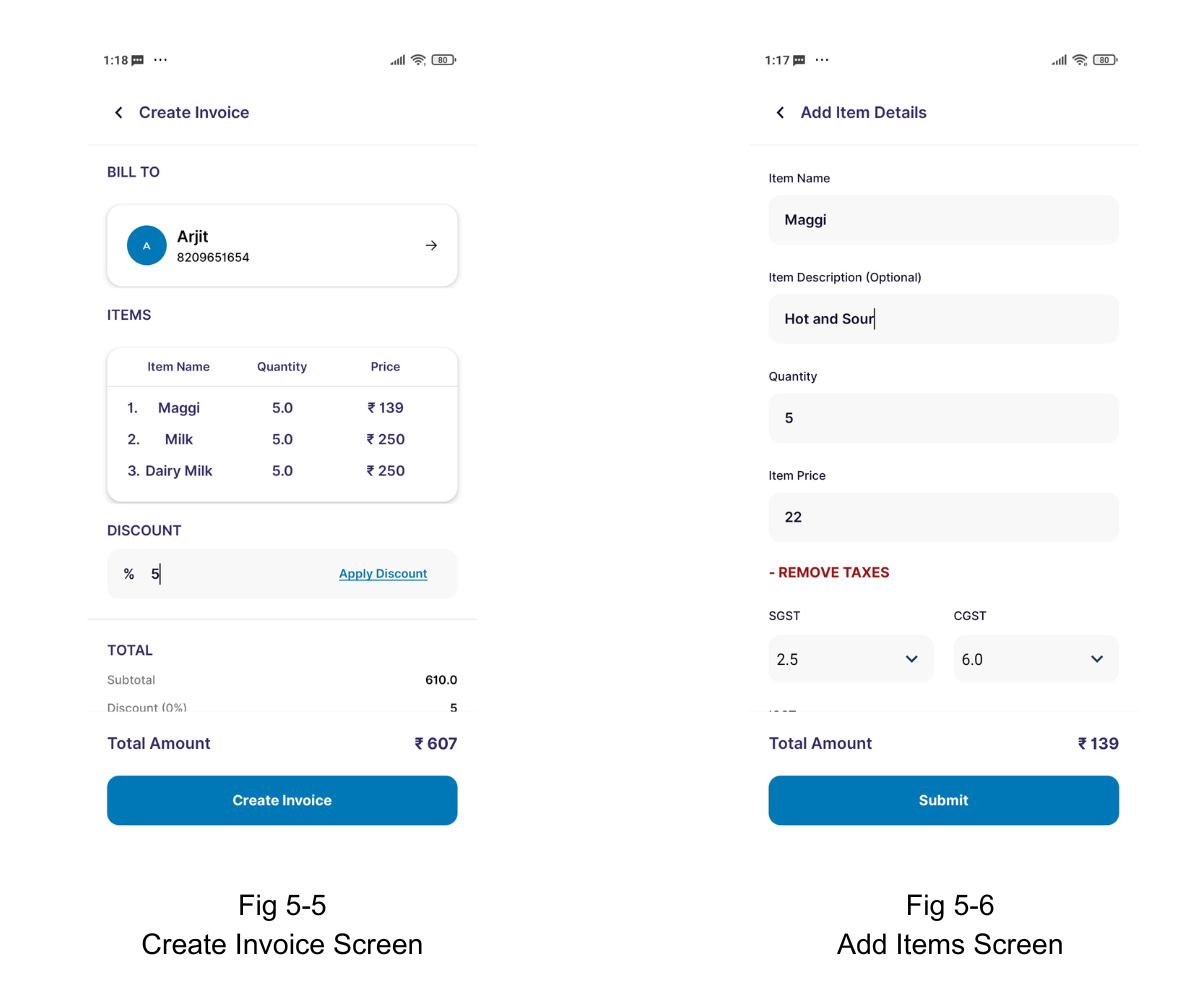 1:18 ...
80
Create Invoice
BILL TO
A
Arjit
8209651654
ITEMS
Item Name Quantity Price
1. Maggi 5.0 ₹ 139
2. Milk 5.0 ₹ 250
3. Dairy Milk 5.0 ₹ 250
DISCOUNT
% 5 Apply Discount
TOTAL
Subtotal 610.0
Discount (0%) 5
Total Amount ₹ 607
Create Invoice
Fig 5-5
Create Invoice Screen
1:17 ...
80
Add Item Details
Item Name
Maggi
Item Description (Optional)
Hot and Sour
Quantity
5
Item Price
22
- REMOVE TAXES
SGST CGST
2.5 6.0
Total Amount ₹ 139
Submit
Fig 5-6
Add Items Screen